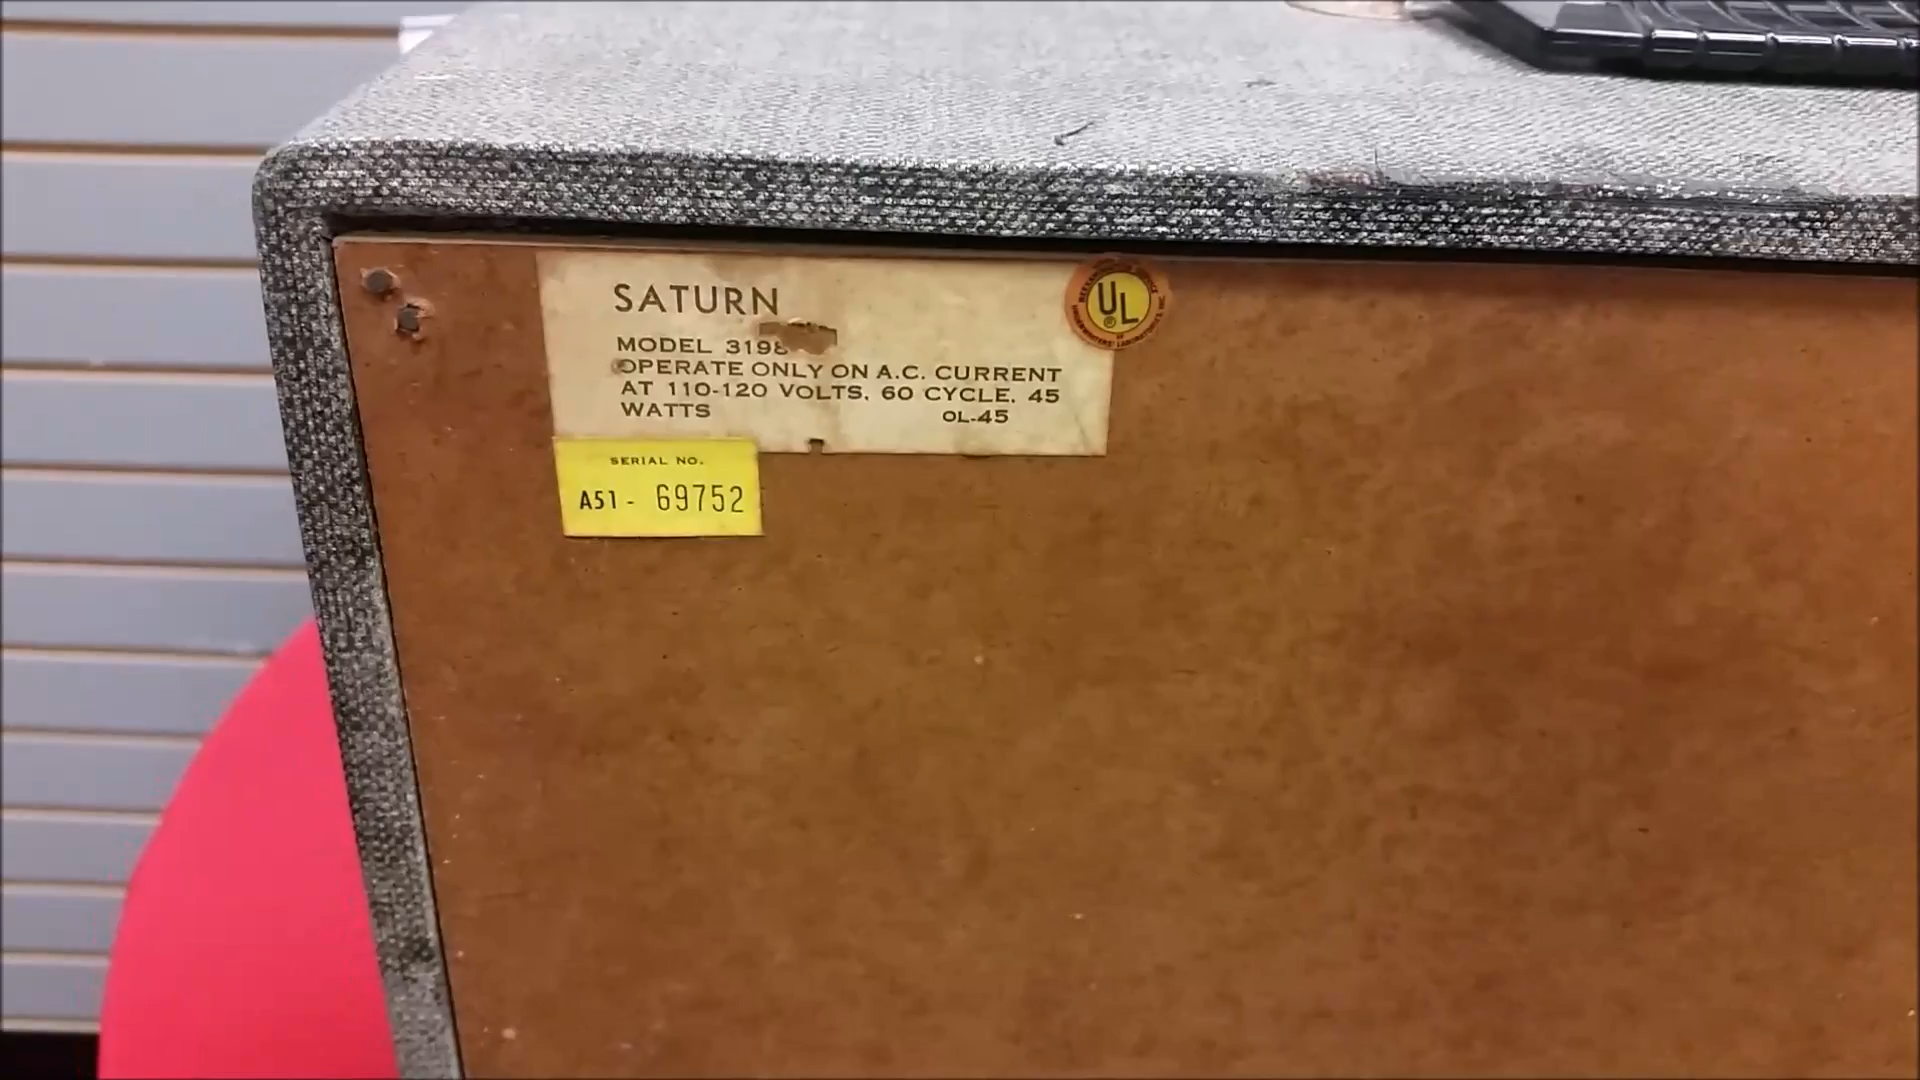 SATURN
MODEL 3198
OPERATE ONLY ON A.C. CURRENT
AT 110-120 VOLTS, 60 CYCLE, 45
WATTS OL-45
UL
®
SERIAL NO.
A51- 69752